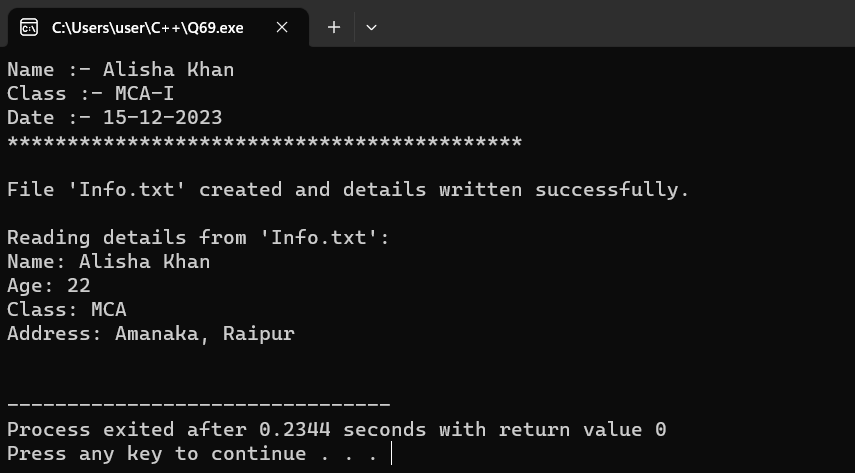 C:\Users\user\C++\Q69.exe
Name :- Alisha Khan
Class :- MCA-I
Date :- 15-12-2023
*******************************************
File 'Info.txt' created and details written successfully.
Reading details from 'Info.txt':
Name: Alisha Khan
Age: 22
Class: MCA
Address: Amanaka, Raipur
--------------------------------
Process exited after 0.2344 seconds with return value 0
Press any key to continue . . .